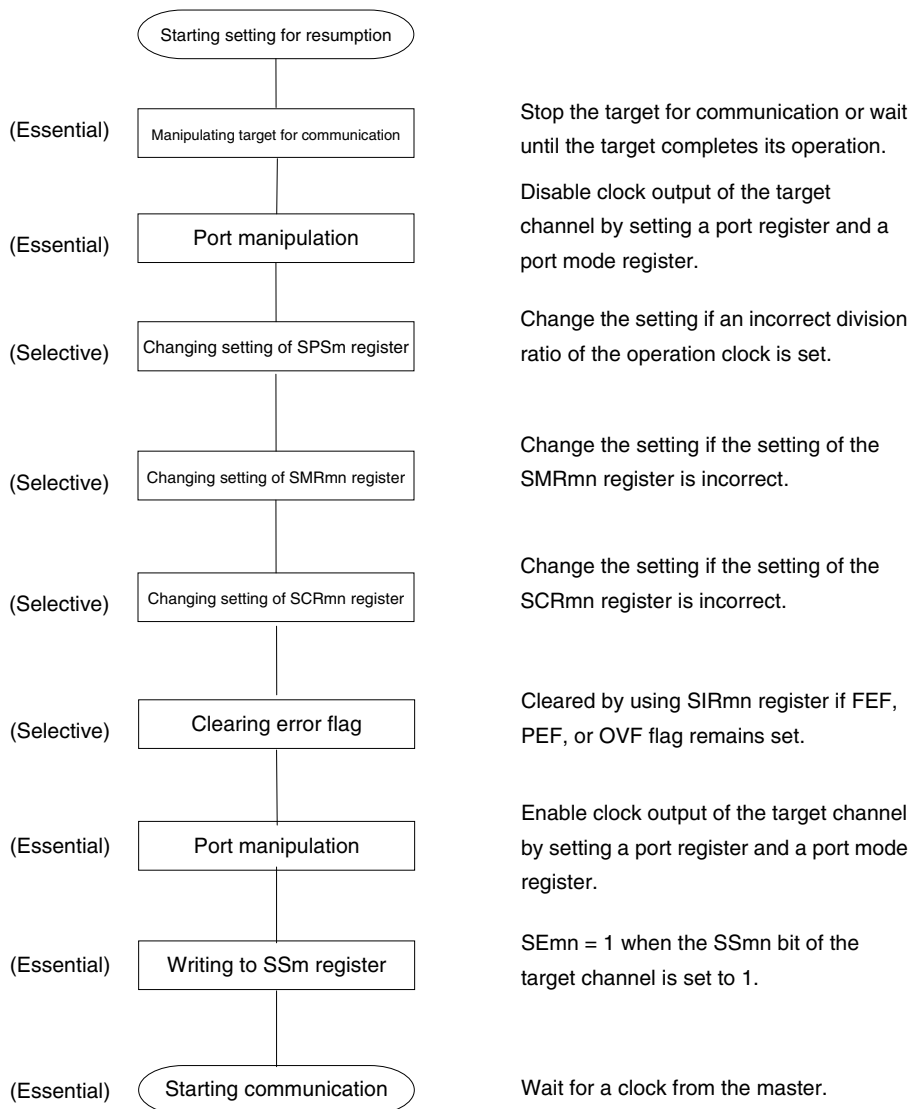 Starting setting for resumption
(Essential)
Manipulating target for communication
Stop the target for communication or wait
until the target completes its operation.
(Essential)
Port manipulation
Disable clock output of the target
channel by setting a port register and a
port mode register.
(Selective)
Changing setting of SPSm register
Change the setting if an incorrect division
ratio of the operation clock is set.
(Selective)
Changing setting of SMRmn register
Change the setting if the setting of the
SMRmn register is incorrect.
(Selective)
Changing setting of SCRmn register
Change the setting if the setting of the
SCRmn register is incorrect.
(Selective)
Clearing error flag
Cleared by using SIRmn register if FEF,
PEF, or OVF flag remains set.
(Essential)
Port manipulation
Enable clock output of the target channel
by setting a port register and a port mode
register.
(Essential)
Writing to SSm register
SEmn = 1 when the SSmn bit of the
target channel is set to 1.
(Essential)
Starting communication
Wait for a clock from the master.